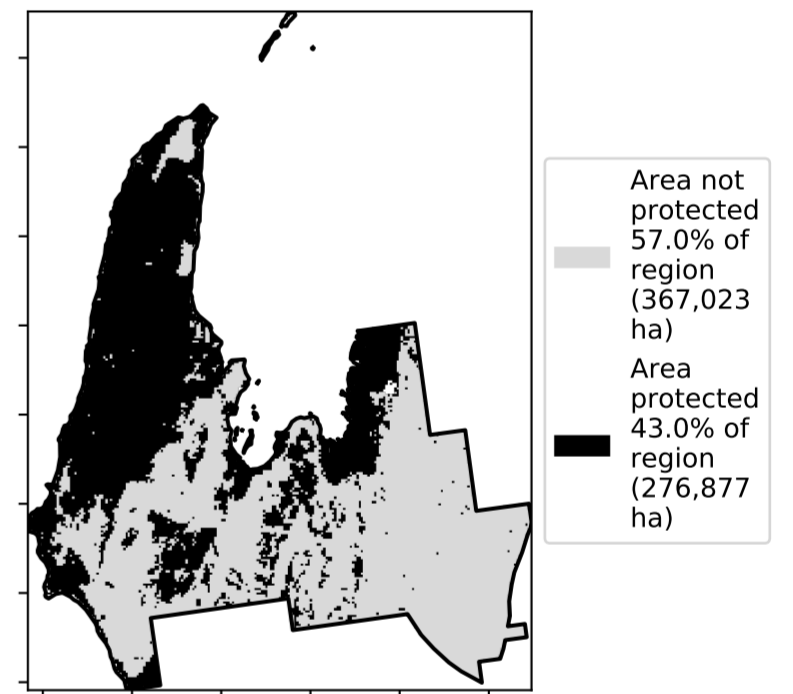 Area not
protected
57.0% of
region
(367,023
ha)
Area
protected
43.0% of
region
(276,877
ha)